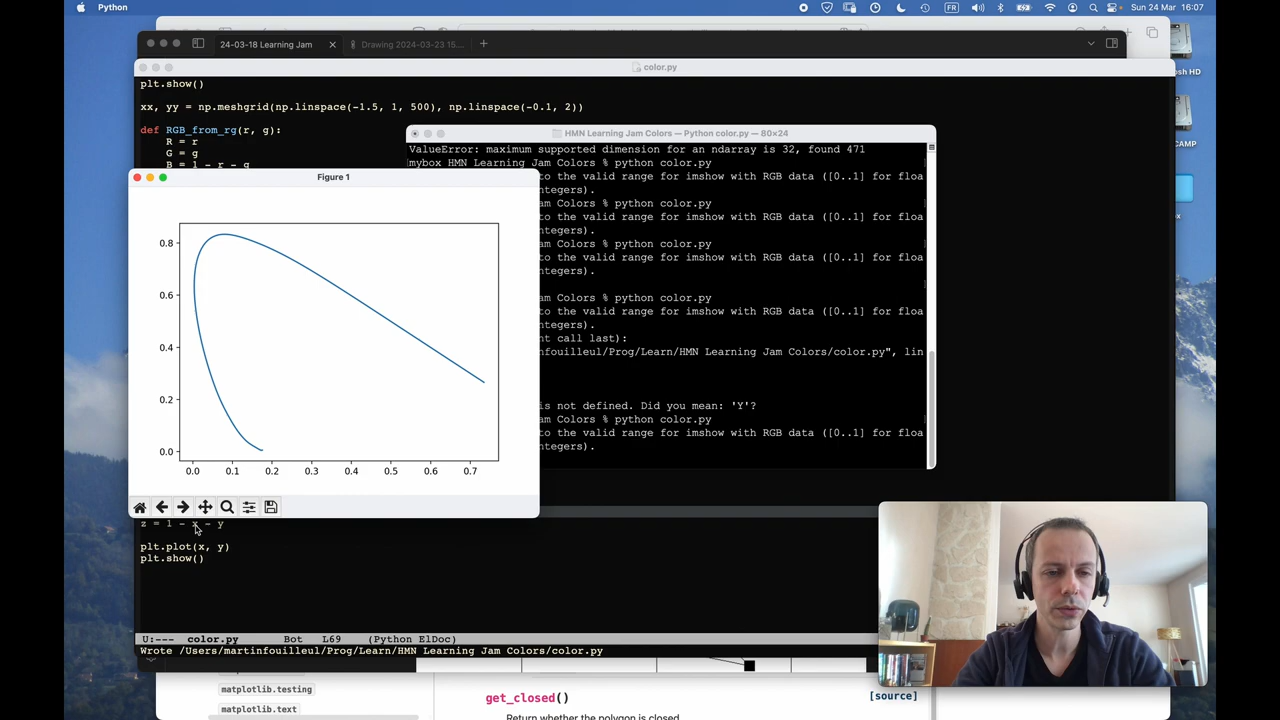 Python
FR
Sun 24 Mar 16:07
24-03-18 Learning Jam
Drawing 2024-03-23 15...
color.py
osh HD
plt.show()
xx, yy = np.meshgrid(np.linspace(-1.5, 1, 500), np.linspace(-0.1, 2))
def RGB_from_rg(r, g):
R = r
G = g
B = 1 - r - g
HMN Learning Jam Colors — Python color.py — 80×24
ValueError: maximum supported dimension for an ndarray is 32, found 471
mybox HMN Learning Jam Colors % python color.py
to the valid range for imshow with RGB data ([0..1] for floa
ntegers).
am Colors % python color.py
to the valid range for imshow with RGB data ([0..1] for floa
ntegers).
am Colors % python color.py
to the valid range for imshow with RGB data ([0..1] for floa
ntegers).
am Colors % python color.py
to the valid range for imshow with RGB data ([0..1] for floa
ntegers).
nt call last):
nfouilleul/Prog/Learn/HMN Learning Jam Colors/color.py", lin
is not defined. Did you mean: 'Y'?
am Colors % python color.py
to the valid range for imshow with RGB data ([0..1] for floa
ntegers).
CAMP
Figure 1
0.8
0.6
0.4
0.2
0.0
0.0 0.1 0.2 0.3 0.4 0.5 0.6 0.7
z = 1 - x - y
plt.plot(x, y)
plt.show()
U:--- color.py Bot L69 (Python ElDoc)
Wrote /Users/martinfouilleul/Prog/Learn/HMN Learning Jam Colors/color.py
matplotlib.testing
matplotlib.text
get_closed()
[source]
Return whether the polygon is closed